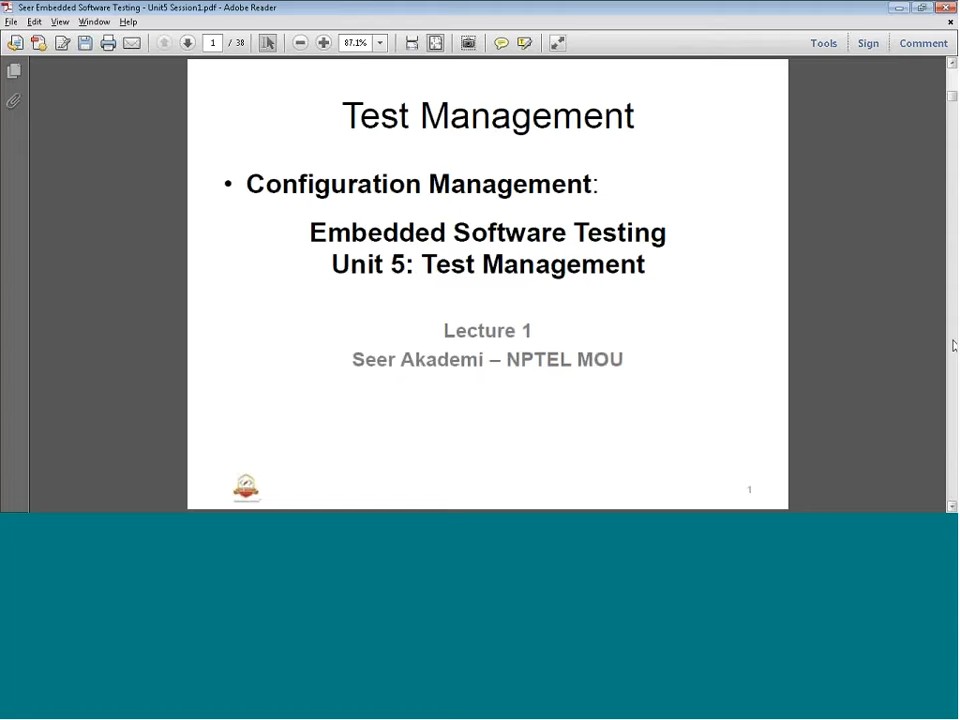 Seer Embedded Software Testing - Unit5 Session1.pdf - Adobe Reader
File Edit View Window Help
1 / 38 87.1% Tools Sign Comment
Test Management
• Configuration Management:
Embedded Software Testing
Unit 5: Test Management
Lecture 1
Seer Akademi – NPTEL MOU
1